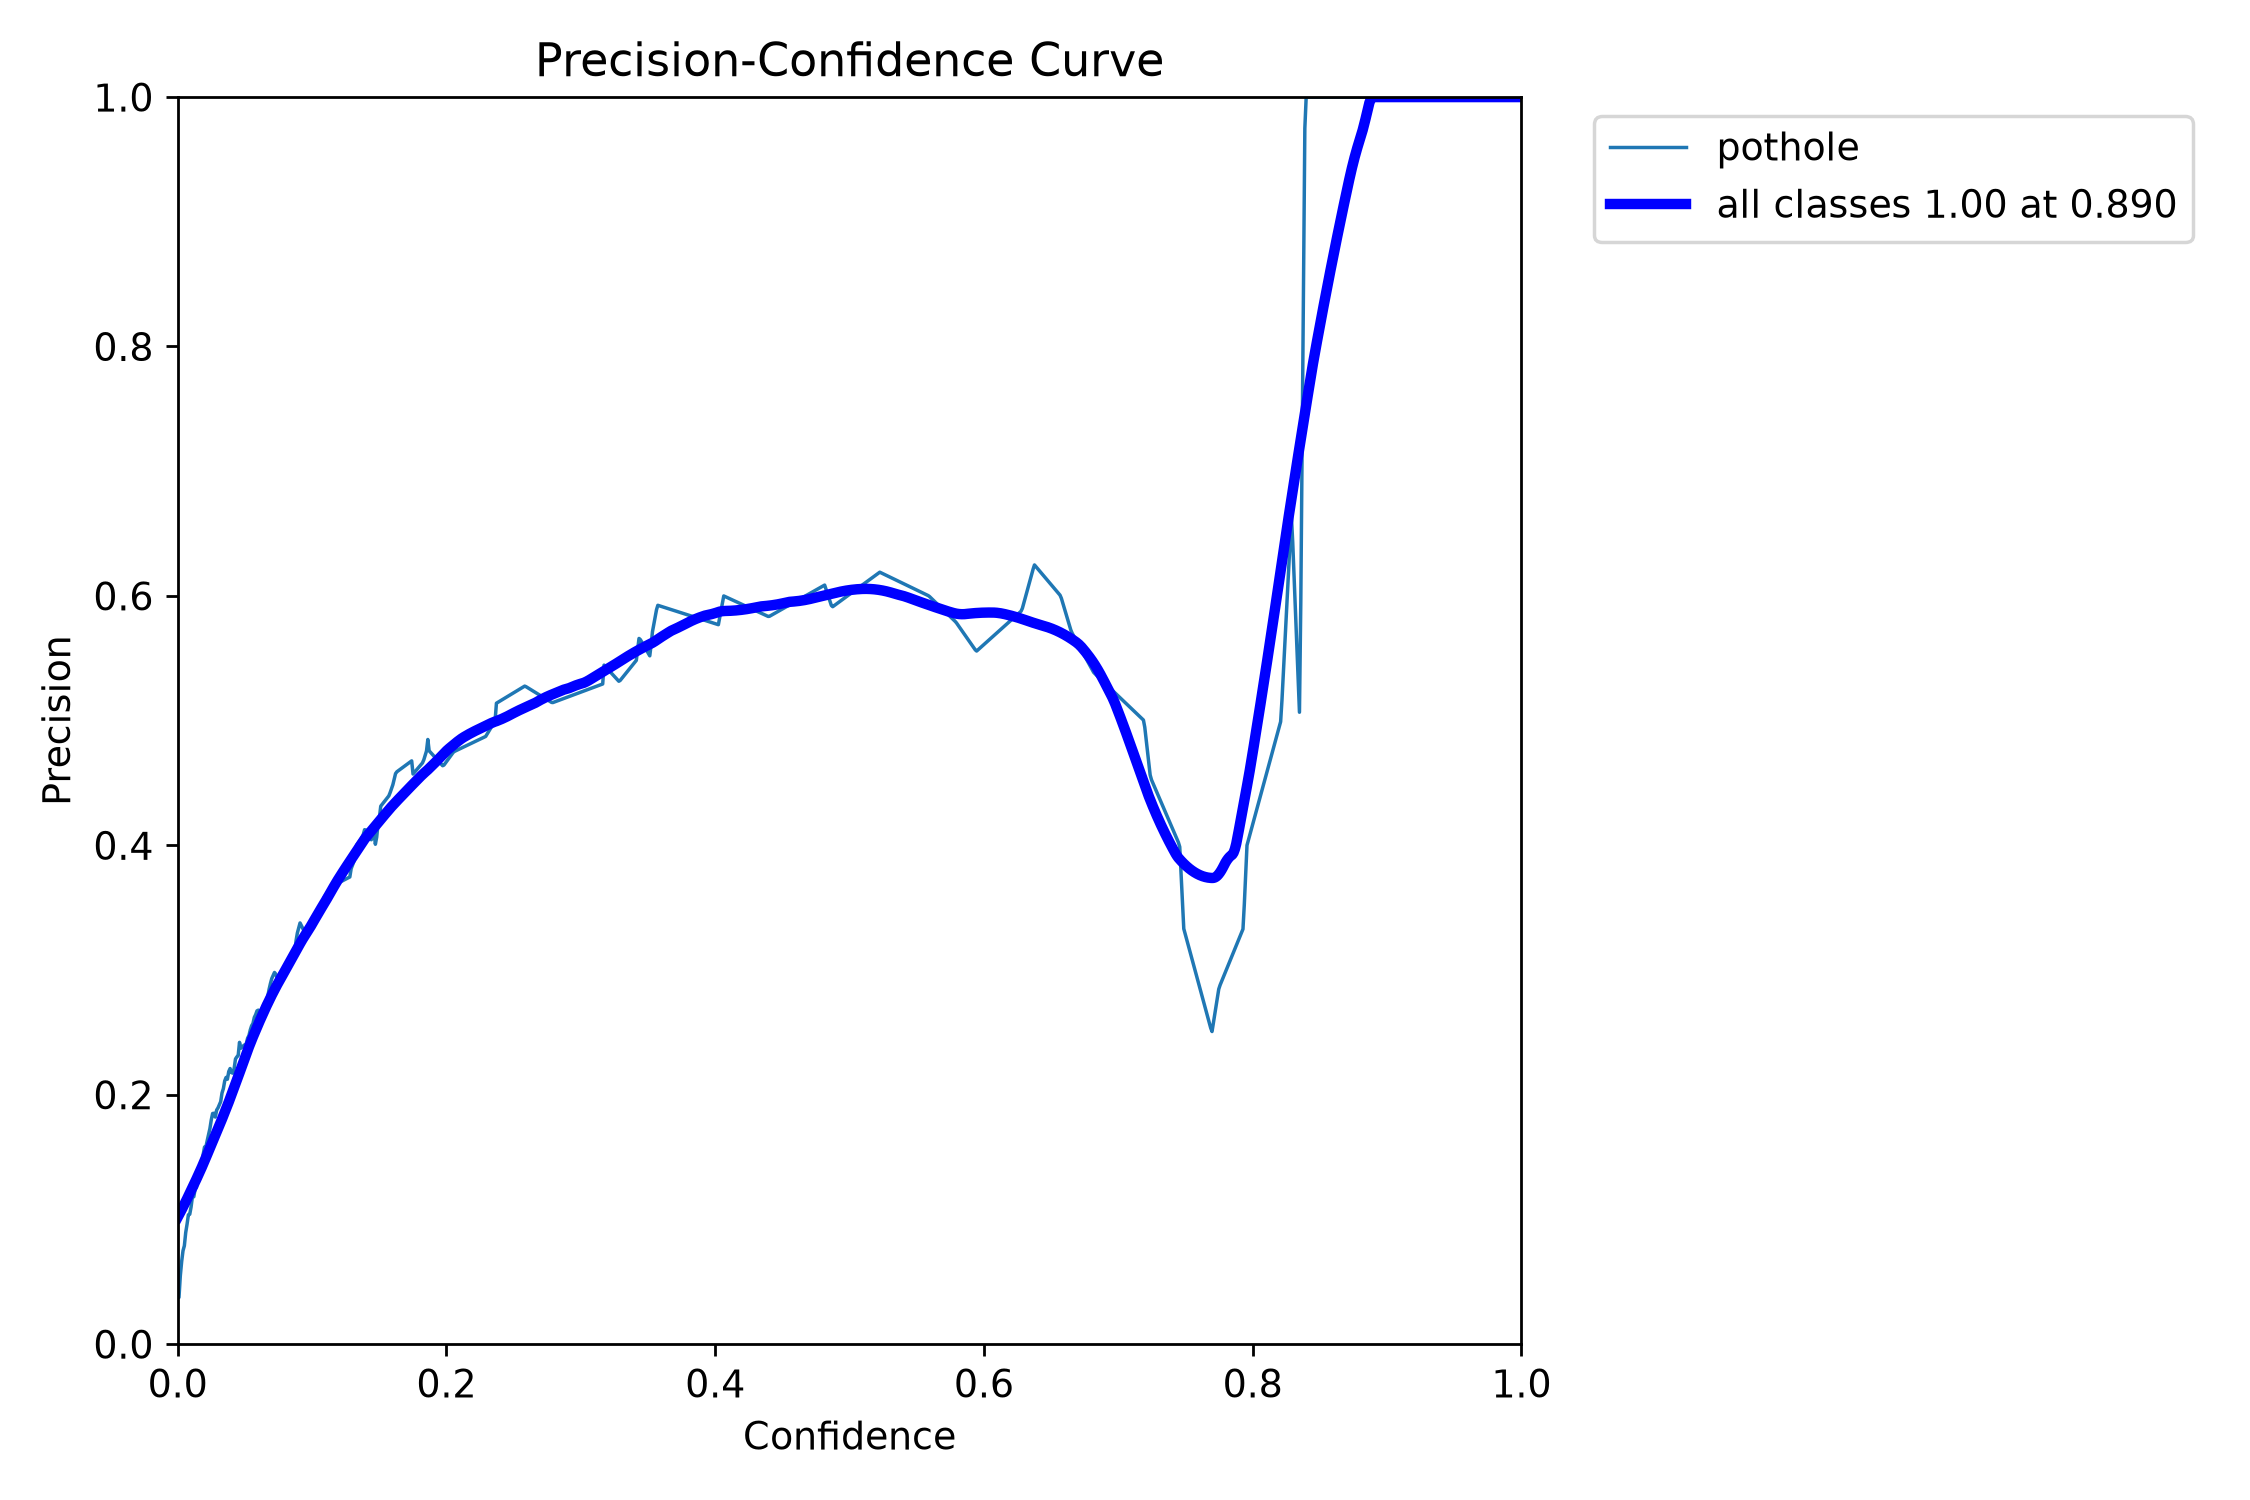 Precision-Confidence Curve
pothole
all classes 1.00 at 0.890
Precision
1.0
0.8
0.6
0.4
0.2
0.0
0.0 0.2 0.4 0.6 0.8 1.0
Confidence